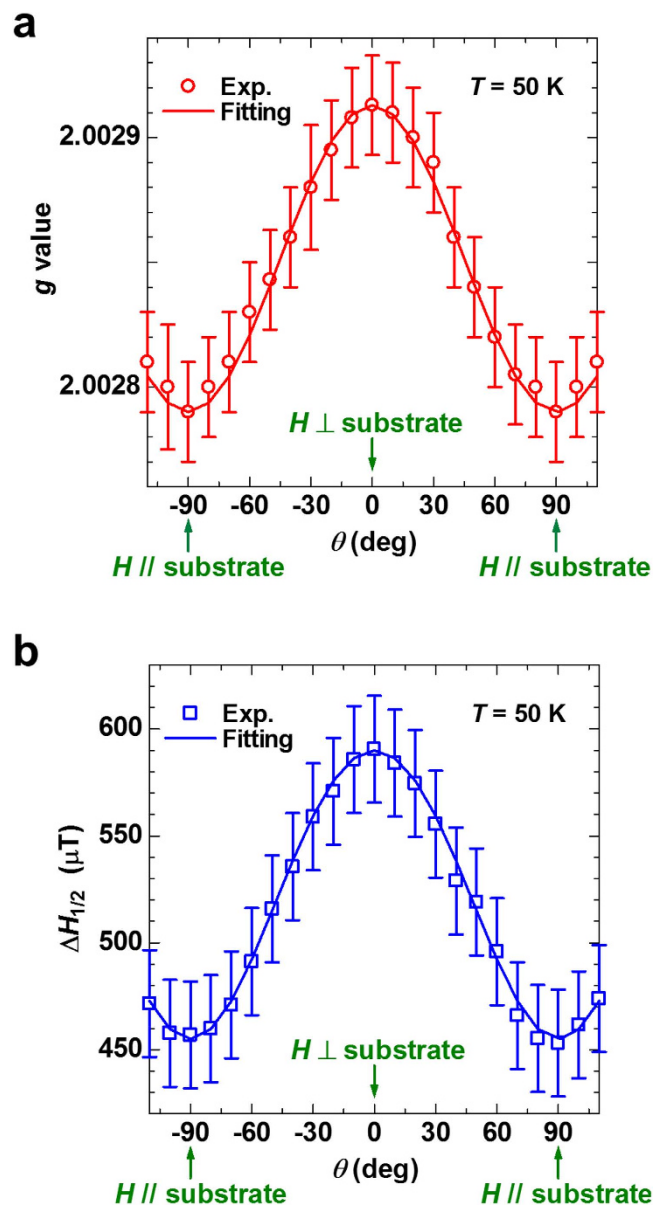 a
Exp.
Fitting
T = 50 K
2.0029
2.0028
g value
H ⊥ substrate
-90 -60 -30 0 30 60 90
θ (deg)
H // substrate
H // substrate
b
Exp.
Fitting
T = 50 K
600
550
500
450
ΔH1/2 (μT)
H ⊥ substrate
-90 -60 -30 0 30 60 90
θ (deg)
H // substrate
H // substrate